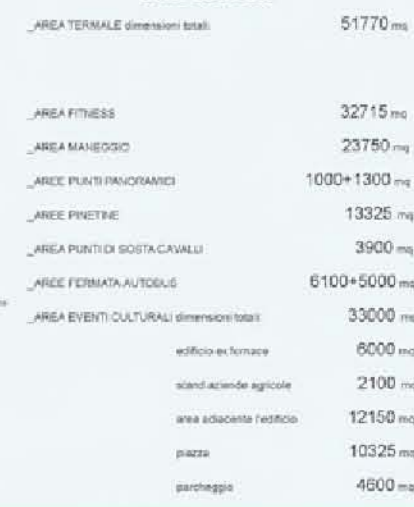 _AREA TERMALE dimensioni totali: 51770 mq
_AREA FITNESS 32715 mq
_AREA MANEGGIO 23750 mq
_AREE PUNTI PANORAMICI 1000+1300 mq
_AREE PINETINE 13325 mq
_AREA PUNTI DI SOSTA CAVALLI 3900 mq
_AREE FERMATA AUTOBUS 6100+5000 mq
_AREA EVENTI CULTURALI dimensioni totali: 33000 mq
edificio ex fornace 6000 mq
stand aziende agricole 2100 mq
area adiacente l'edificio 12150 mq
piazza 10325 mq
parcheggio 4600 mq